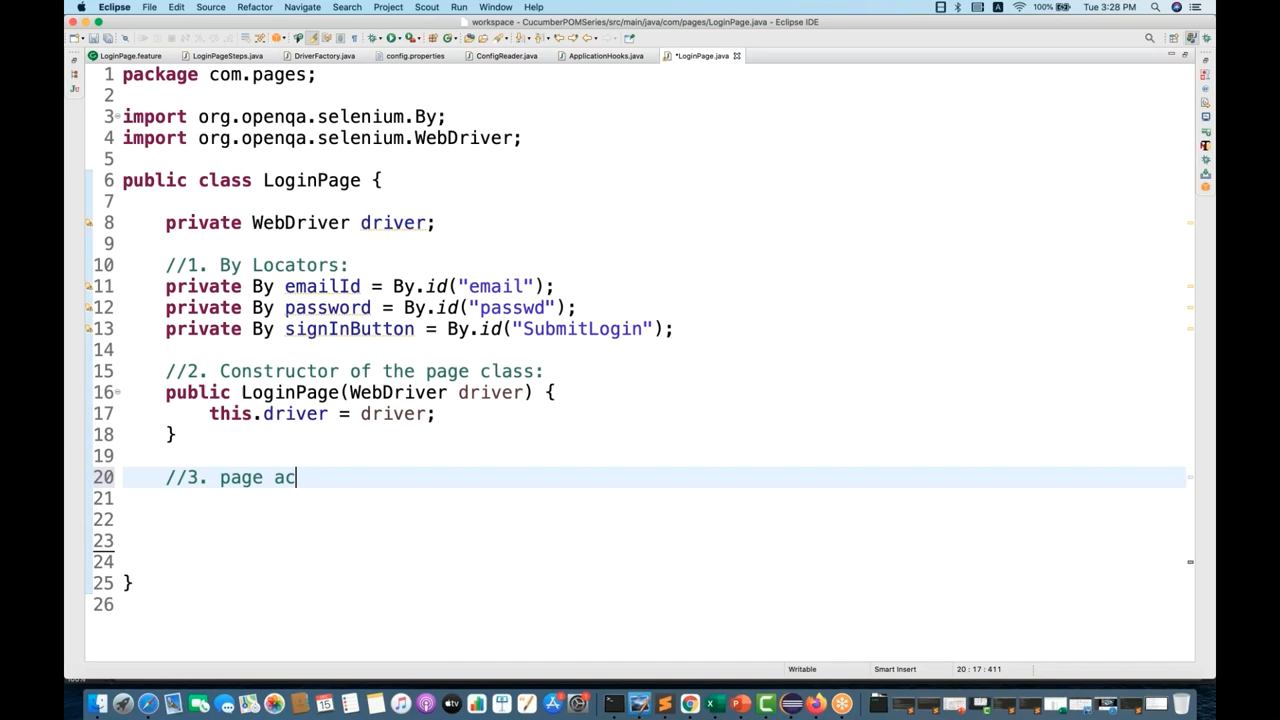 Eclipse File Edit Source Refactor Navigate Search Project Scout Run Window Help 100% Tue 3:28 PM
workspace - CucumberPOMSeries/src/main/java/com/pages/LoginPage.java - Eclipse IDE
LoginPage.feature LoginPageSteps.java DriverFactory.java config.properties ConfigReader.java ApplicationHooks.java *LoginPage.java
1 package com.pages;
2
3 import org.openqa.selenium.By;
4 import org.openqa.selenium.WebDriver;
5
6 public class LoginPage {
7
8 private WebDriver driver;
9
10 //1. By Locators:
11 private By emailId = By.id("email");
12 private By password = By.id("passwd");
13 private By signInButton = By.id("SubmitLogin");
14
15 //2. Constructor of the page class:
16 public LoginPage(WebDriver driver) {
17 this.driver = driver;
18 }
19
20 //3. page ac
21
22
23
24
25 }
26
Writable Smart Insert 20 : 17 : 411